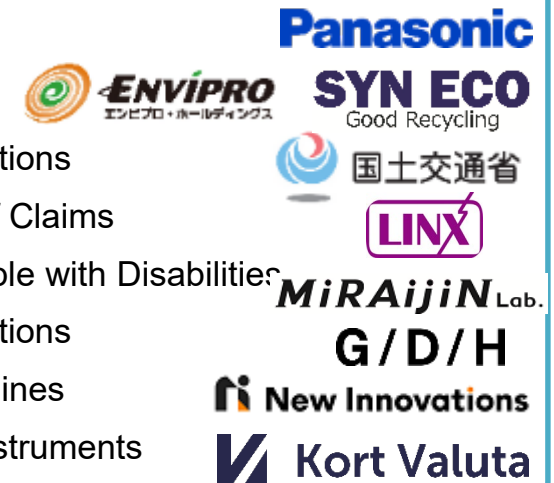 Panasonic
ENVIPRO
エンビプロ・ホールディングス
SYN ECO
Good Recycling
tions
国土交通省
Claims
LINX
ple with Disabilities
MiRAijiN Lab.
tions
G/D/H
ines
New Innovations
struments
Kort Valuta